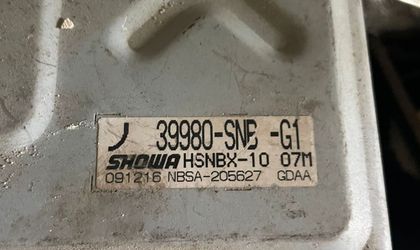 39980-SNB -G1
SHOWA HSNBX-10 07M
091216 NBSA-205627 GDAA